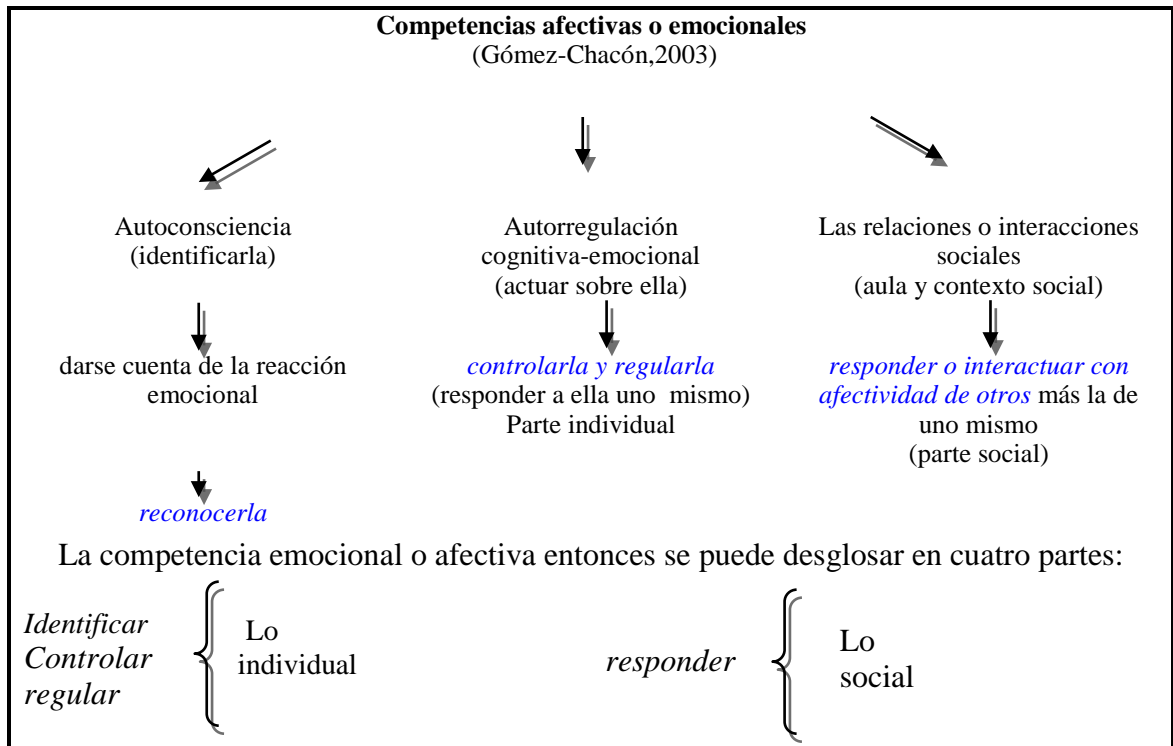 Competencias afectivas o emocionales
(Gómez-Chacón,2003)
Autoconsciencia
(identificarla)
darse cuenta de la reacción
emocional
reconocerla
Autorregulación
cognitiva-emocional
(actuar sobre ella)
controlarla y regularla
(responder a ella uno mismo)
Parte individual
Las relaciones o interacciones
sociales
(aula y contexto social)
responder o interactuar con
afectividad de otros más la de
uno mismo
(parte social)
La competencia emocional o afectiva entonces se puede desglosar en cuatro partes:
Identificar
Controlar
regular
Lo
individual
responder
Lo
social